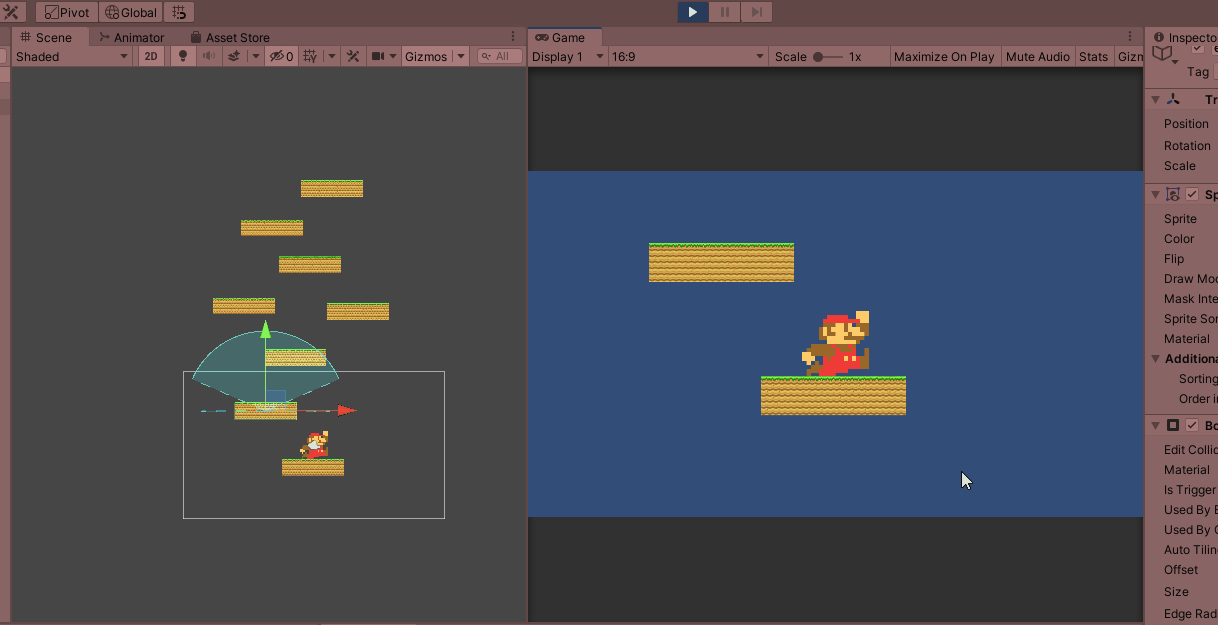 Pivot Global
Scene Animator Asset Store
Shaded 2D 0 Gizmos All
Game
Display 1 16:9 Scale 1x Maximize On Play Mute Audio Stats Gizm
Inspecto
Tag
Tr
Position
Rotation
Scale
Sp
Sprite
Color
Flip
Draw Mod
Mask Inte
Sprite Sor
Material
Additiona
Sorting
Order in
Bo
Edit Collid
Material
Is Trigger
Used By E
Used By C
Auto Tilin
Offset
Size
Edge Rad